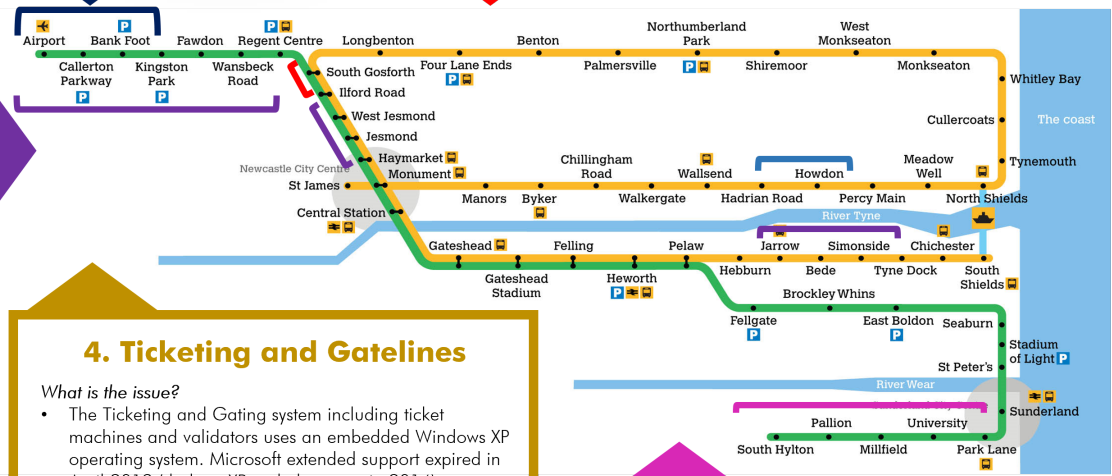 Airport
Bank Foot
Fawdon
Regent Centre
Callerton
Parkway
Kingston
Park
Wansbeck
Road
Longbenton
Four Lane Ends
Benton
Palmersville
Northumberland
Park
Shiremoor
West
Monkseaton
Monkseaton
South Gosforth
Ilford Road
West Jesmond
Jesmond
Haymarket
Newcastle City Centre
Monument
St James
Central Station
Whitley Bay
Cullercoats
The coast
Tynemouth
Manors
Byker
Chillingham
Road
Walkergate
Wallsend
Hadrian Road
Howdon
Percy Main
Meadow
Well
North Shields
River Tyne
Gateshead
Gateshead
Stadium
Felling
Heworth
Pelaw
Hebburn
Jarrow
Bede
Simonside
Tyne Dock
Chichester
South
Shields
Fellgate
Brockley Whins
East Boldon
Seaburn
Stadium
of Light
St Peter's
River Wear
Sunderland
South Hylton
Pallion
Millfield
University
Park Lane
P
P
P
P
P
P
P
P
P
P
P
4. Ticketing and Gatelines
What is the issue?
• The Ticketing and Gating system including ticket
machines and validators uses an embedded Windows XP
operating system. Microsoft extended support expired in